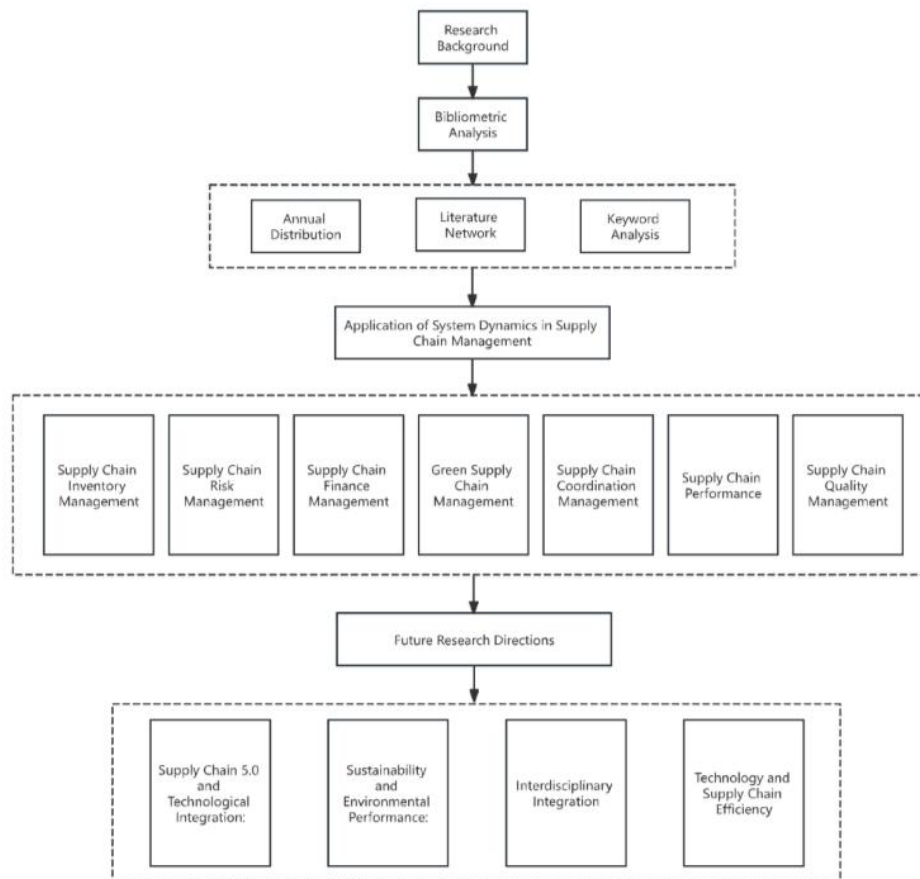 Research
Background
Bibliometric
Analysis
Annual
Distribution
Literature
Network
Keyword
Analysis
Application of System Dynamics in Supply
Chain Management
Supply Chain
Inventory
Management
Supply Chain
Risk
Management
Supply Chain
Finance
Management
Green Supply
Chain
Management
Supply Chain
Coordination
Management
Supply Chain
Performance
Supply Chain
Quality
Management
Future Research Directions
Supply Chain 5.0
and
Technological
Integration:
Sustainability
and
Environmental
Performance:
Interdisciplinary
Integration
Technology and
Supply Chain
Efficiency